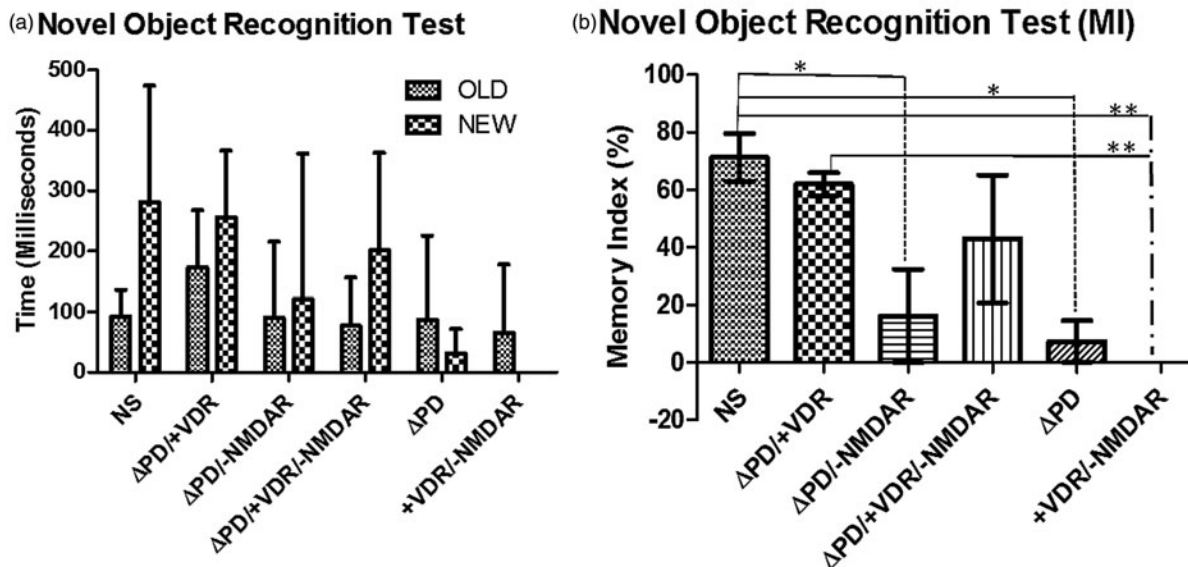 (a) Novel Object Recognition Test
500
400
300
200
100
0
Time (Milliseconds)
OLD
NEW
NS
ΔPD/+VDR
ΔPD/-NMDAR
ΔPD/+VDR/-NMDAR
ΔPD
+VDR/-NMDAR
(b) Novel Object Recognition Test (MI)
100
80
60
40
20
0
-20
Memory Index (%)
*
*
**
**
NS
ΔPD/+VDR
ΔPD/-NMDAR
ΔPD/+VDR/-NMDAR
ΔPD
+VDR/-NMDAR